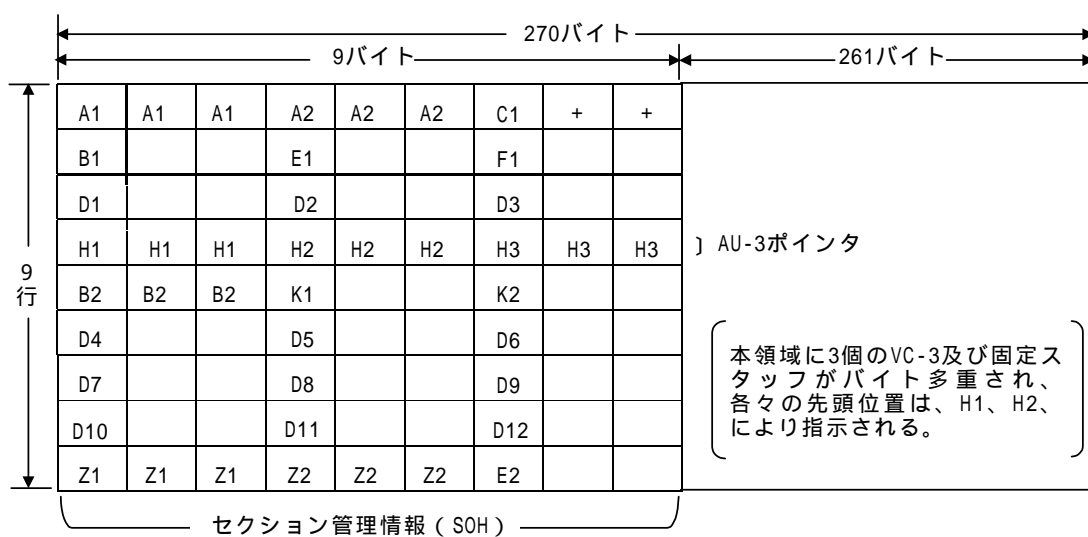 270バイト
9バイト 261バイト
A1 A1 A1 A2 A2 A2 C1 + +
B1 E1 F1
D1 D2 D3
H1 H1 H1 H2 H2 H2 H3 H3 H3 ］ AU-3ポインタ
9
行
B2 B2 B2 K1 K2
D4 D5 D6
D7 D8 D9
D10 D11 D12
Z1 Z1 Z1 Z2 Z2 Z2 E2
本領域に3個のVC-3及び固定ス
タッフがバイト多重され、
各々の先頭位置は、H1、H2、
により指示される。
セクション管理情報（SOH）